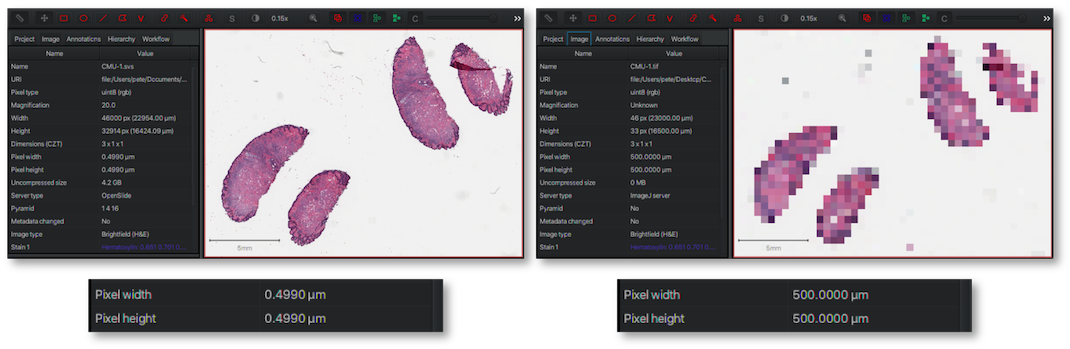 S 0.16x C »
Project Image Annotations Hierarchy Workflow
Name Value
Name CMU-1.svs
URI file:/Users/pete/Documents/...
Pixel type uint8 (rgb)
Magnification 20.0
Width 46000 px (22954.00 µm)
Height 32914 px (16424.09 µm)
Dimensions (CZT) 3 x 1 x 1
Pixel width 0.4990 µm
Pixel height 0.4990 µm
Uncompressed size 4.2 GB
Server type OpenSlide
Pyramid 1 4 16
Metadata changed No
Image type Brightfield (H&E)
Stain 1 Hematoxylin: 0.651 0.701 0....
5mm
S 0.15x C »
Project Image Annotations Hierarchy Workflow
Name Value
Name CMU-1.tif
URI file:/Users/pete/Desktop/C...
Pixel type uint8 (rgb)
Magnification Unknown
Width 46 px (23000.00 µm)
Height 33 px (16500.00 µm)
Dimensions (CZT) 3 x 1 x 1
Pixel width 500.0000 µm
Pixel height 500.0000 µm
Uncompressed size 0 MB
Server type ImageJ server
Pyramid No
Metadata changed No
Image type Brightfield (H&E)
Stain 1 Hematoxylin: 0.651 0.701 0....
5mm
Pixel width 0.4990 µm
Pixel height 0.4990 µm
Pixel width 500.0000 µm
Pixel height 500.0000 µm